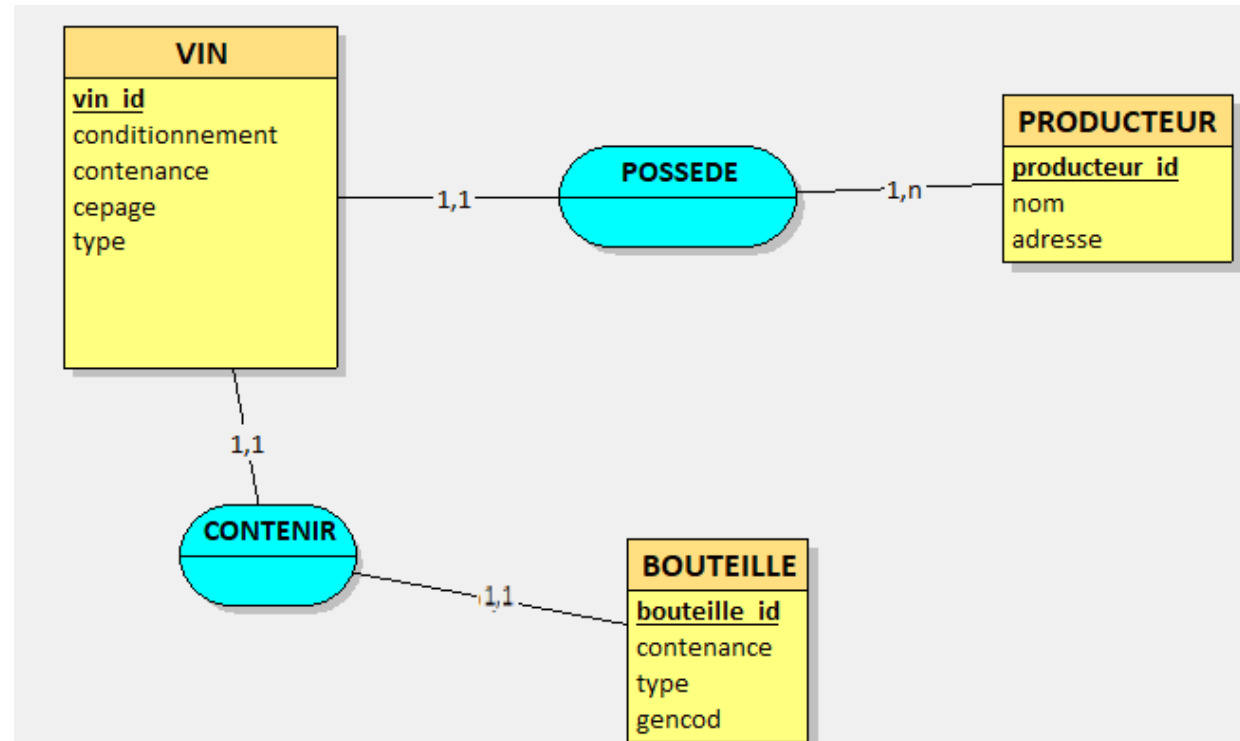 VIN
vin_id
conditionnement
contenance
cepage
type
1,1
POSSEDE
1,n
PRODUCTEUR
producteur_id
nom
adresse
1,1
CONTENIR
1,1
BOUTEILLE
bouteille_id
contenance
type
gencod